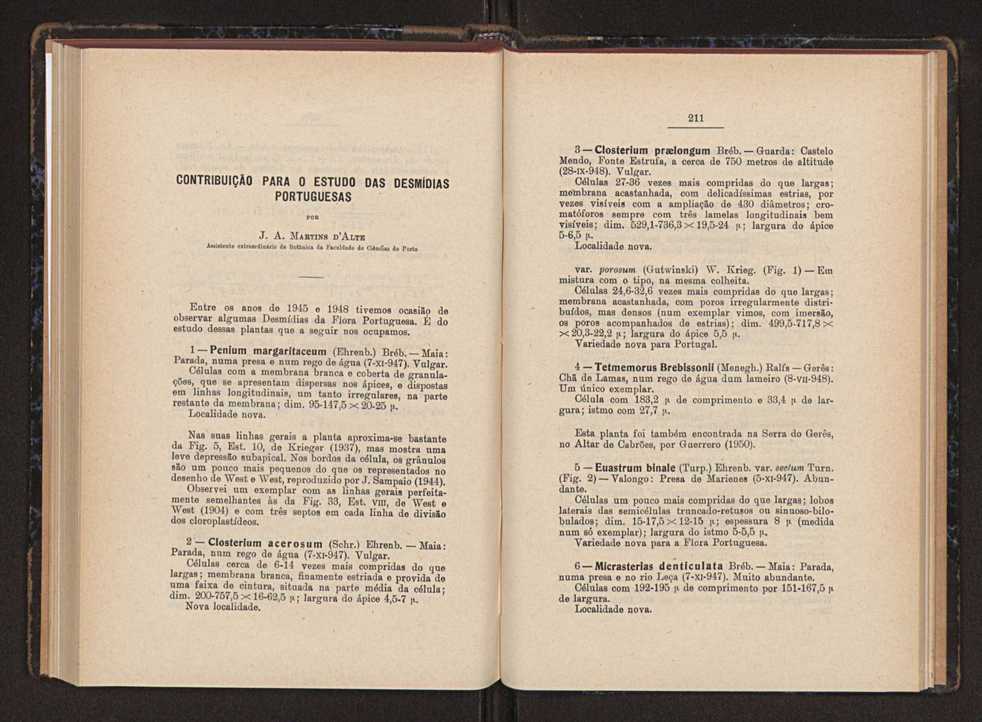 CONTRIBUIÇÃO PARA O ESTUDO DAS DESMÍDIAS
PORTUGUESAS
POR
J. A. MARTINS D'ALTE
Assistente extraordinário de Botânica da Faculdade de Ciências do Porto
Entre os anos de 1945 e 1948 tivemos ocasião de
observar algumas Desmídias da Flora Portuguesa. É do
estudo dessas plantas que a seguir nos ocupamos.
1 — Penium margaritaceum (Ehrenb.) Bréb. — Maia:
Parada, numa presa e num rego de água (7-XI-947). Vulgar.
Células com a membrana branca e coberta de granula-
ções, que se apresentam dispersas nos ápices, e dispostas
em linhas longitudinais, um tanto irregulares, na parte
restante da membrana; dim. 95-147,5 × 20-25 µ.
Localidade nova.
Nas suas linhas gerais a planta aproxima-se bastante
da Fig. 5, Est. 10, de Krieger (1937), mas mostra uma
leve depressão subapical. Nos bordos da célula, os grânulos
são um pouco mais pequenos do que os representados no
desenho de West e West, reproduzido por J. Sampaio (1944).
Observei um exemplar com as linhas gerais perfeita-
mente semelhantes às da Fig. 33, Est. VIII, de West e
West (1904) e com três septos em cada linha de divisão
dos cloroplastídeos.
2 — Closterium acerosum (Schr.) Ehrenb. — Maia:
Parada, num rego de água (7-XI-947). Vulgar.
Células cerca de 6-14 vezes mais compridas do que
largas; membrana branca, finamente estriada e provida de
uma faixa de cintura, situada na parte média da célula;
dim. 200-757,5 × 16-62,5 µ; largura do ápice 4,5-7 µ.
Nova localidade.
211
3 — Closterium prælongum Bréb. — Guarda: Castelo
Mendo, Fonte Estrufa, a cerca de 750 metros de altitude
(28-IX-948). Vulgar.
Células 27-36 vezes mais compridas do que largas;
membrana acastanhada, com delicadíssimas estrias, por
vezes visíveis com a ampliação de 430 diâmetros; cro-
matóforos sempre com três lamelas longitudinais bem
visíveis; dim. 529,1-736,3 × 19,5-24 µ; largura do ápice
5-6,5 µ.
Localidade nova.
var. porosum (Gutwinski) W. Krieg. (Fig. 1) — Em
mistura com o tipo, na mesma colheita.
Células 24,6-32,6 vezes mais compridas do que largas;
membrana acastanhada, com poros irregularmente distri-
buídos, mas densos (num exemplar vimos, com imersão,
os poros acompanhados de estrias); dim. 499,5-717,8 ×
× 20,3-22,2 µ; largura do ápice 5,5 µ.
Variedade nova para Portugal.
4 — Tetmemorus Brebissonii (Menegh.) Ralfs — Gerês:
Chã de Lamas, num rego de água dum lameiro (8-VII-948).
Um único exemplar.
Célula com 183,2 µ de comprimento e 33,4 µ de lar-
gura; istmo com 27,7 µ.
Esta planta foi também encontrada na Serra do Gerês,
no Altar de Cabrões, por Guerrero (1950).
5 — Euastrum binale (Turp.) Ehrenb. var. sectum Turn.
(Fig. 2) — Valongo: Presa de Marienes (5-XI-947). Abun-
dante.
Células um pouco mais compridas do que largas; lobos
laterais das semicélulas truncado-retusos ou sinuoso-bilo-
bulados; dim. 15-17,5 × 12-15 µ; espessura 8 µ (medida
num só exemplar); largura do istmo 5-5,5 µ.
Variedade nova para a Flora Portuguesa.
6 — Micrasterias denticulata Bréb. — Maia: Parada,
numa presa e no rio Leça (7-XI-947). Muito abundante.
Células com 192-195 µ de comprimento por 151-167,5 µ
de largura.
Localidade nova.